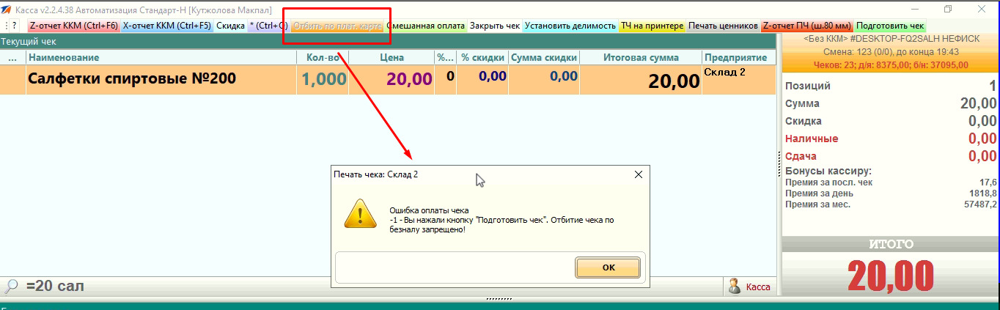 Касса v2.2.4.38 Автоматизация Стандарт-Н [Кутжолова Макпал]
? Z-отчет ККМ (Ctrl+F6) X-отчет ККМ (Ctrl+F5) Скидка * (Ctrl+Q) Отбить по плат. карте Смешанная оплата Закрыть чек Установить делимость ТЧ на принтере Печать ценников Z-отчет ПЧ (ш.80 мм) Подготовить чек
Текущий чек
... Наименование Кол-во Цена %... % скидки Сумма скидки Итоговая сумма Предприятие
Салфетки спиртовые №200 1,000 20,00 0 0,00 0,00 20,00 Склад 2
<Без ККМ> #DESKTOP-FQ2SALH НЕФИСК
Смена: 123 (0/0), до конца 19:43
Чеков: 23; д/я: 8375,00; б/н: 37095,00
Позиций 1
Сумма 20,00
Скидка 0,00
Наличные 0,00
Сдача 0,00
Бонусы кассиру:
Премия за посл. чек 17,6
Премия за день 1818,8
Премия за мес. 57487,2
ИТОГО
20,00
Печать чека: Склад 2
Ошибка оплаты чека
-1 - Вы нажали кнопку "Подготовить чек". Отбитие чека по
безналу запрещено!
ОК
=20 сал
Касса